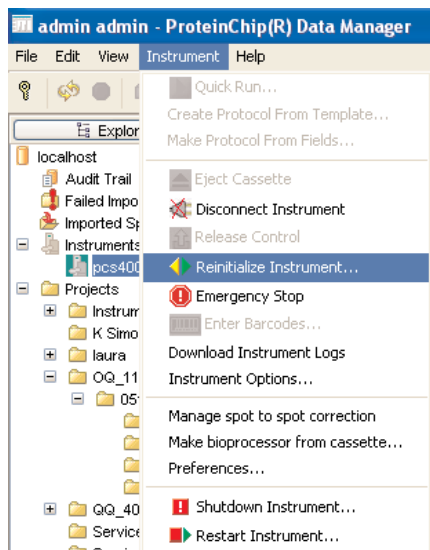 admin admin - ProteinChip(R) Data Manager
File Edit View Instrument Help
Quick Run...
Create Protocol From Template...
Make Protocol From Fields...
Explor
localhost
Audit Trail
Eject Cassette
Failed Impo
Disconnect Instrument
Imported Sp
Release Control
Instruments
Reinitialize Instrument...
pcs400
Projects
Emergency Stop
Instrum
Enter Barcodes...
K Simo
Download Instrument Logs
laura
Instrument Options...
OQ_11
05
Manage spot to spot correction
Make bioprocessor from cassette...
Preferences...
QQ_40
Shutdown Instrument...
Service
Restart Instrument...